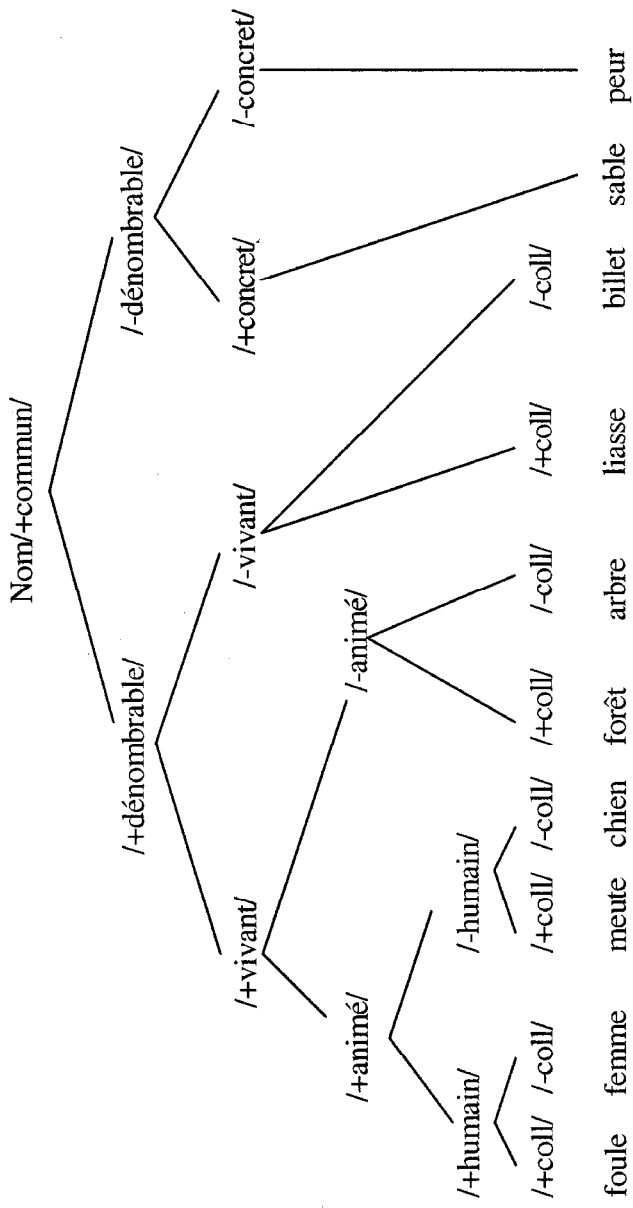 Nom/+commun/
/+dénombrable/ /-dénombrable/
/+vivant/ /-vivant/ /+concret/ /-concret/
/+animé/ /-animé/
/+humain/ /-humain/
/+coll/ /-coll/ /+coll/ /-coll/ /+coll/ /-coll/ /+coll/ /-coll/
foule femme meute chien forêt arbre liasse billet sable peur